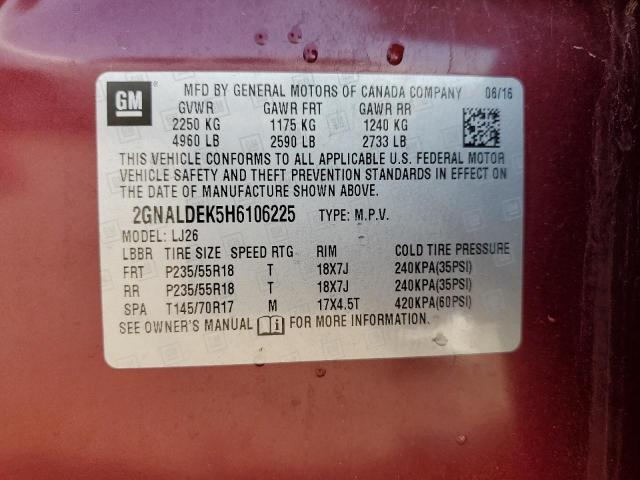 GM
MFD BY GENERAL MOTORS OF CANADA COMPANY 06/16
GVWR GAWR FRT GAWR RR
2250 KG 1175 KG 1240 KG
4960 LB 2590 LB 2733 LB
THIS VEHICLE CONFORMS TO ALL APPLICABLE U.S. FEDERAL MOTOR
VEHICLE SAFETY AND THEFT PREVENTION STANDARDS IN EFFECT ON
THE DATE OF MANUFACTURE SHOWN ABOVE.
2GNALDEK5H6106225 TYPE: M.P.V.
MODEL: LJ26
LBBR TIRE SIZE SPEED RTG RIM COLD TIRE PRESSURE
FRT P235/55R18 T 18X7J 240KPA(35PSI)
RR P235/55R18 T 18X7J 240KPA(35PSI)
SPA T145/70R17 M 17X4.5T 420KPA(60PSI)
SEE OWNER'S MANUAL FOR MORE INFORMATION.